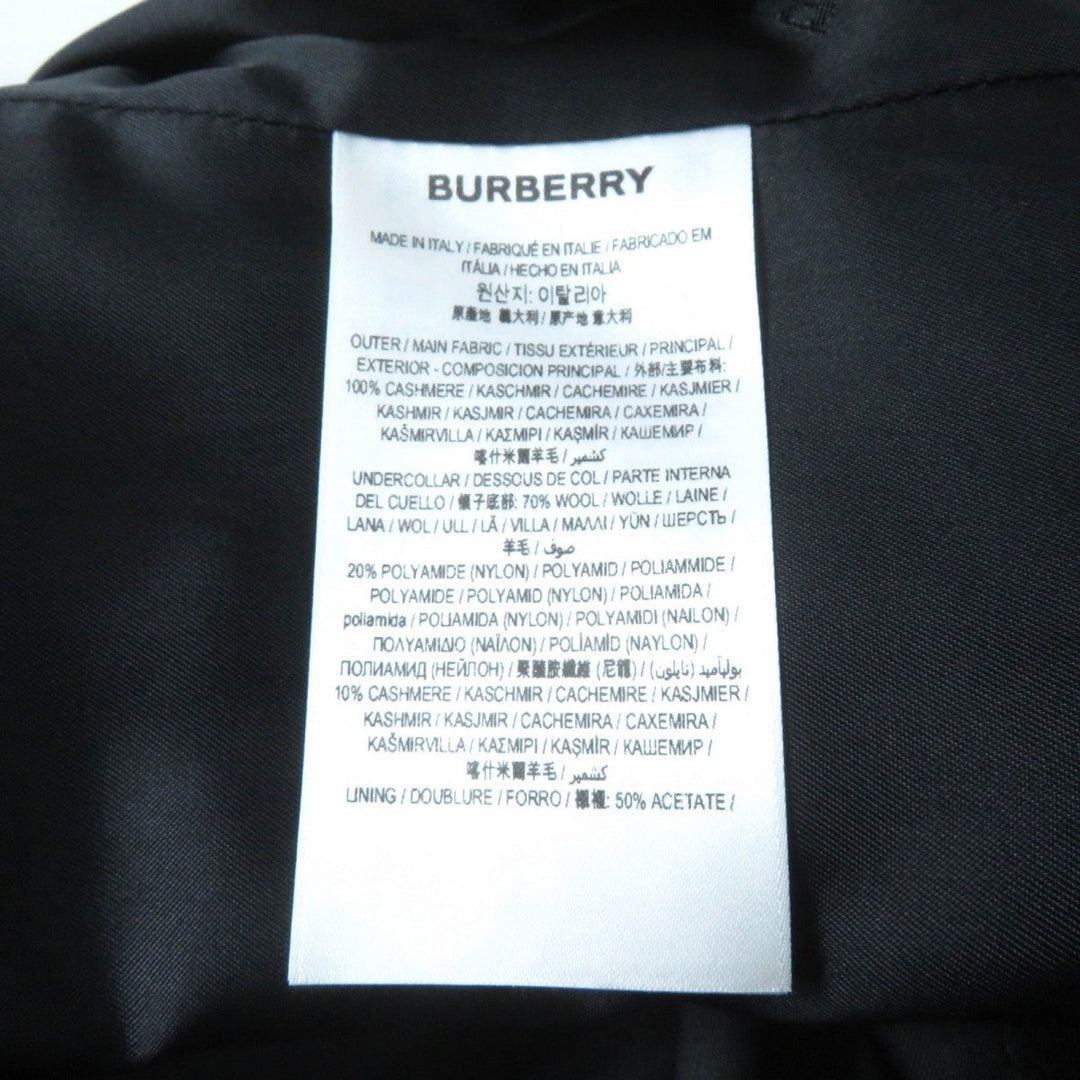 BURBERRY
MADE IN ITALY / FABRIQUÉ EN ITALIE / FABRICADO EM
ITÁLIA / HECHO EN ITALIA
원산지: 이탈리아
原產地 義大利 / 原产地 意大利
OUTER / MAIN FABRIC / TISSU EXTÉRIEUR / PRINCIPAL /
EXTERIOR - COMPOSICION PRINCIPAL / 外部/主要布料:
100% CASHMERE / KASCHMIR / CACHEMIRE / KASJMIER /
KASHMIR / KASJMIR / CACHEMIRA / CAXEMIRA /
KAŠMIRVILLA / ΚΑΣΜΙΡΙ / KAŞMİR / КАШЕМИР /
喀什米爾羊毛 / كشمير /
UNDERCOLLAR / DESSOUS DE COL / PARTE INTERNA
DEL CUELLO / 領子底部: 70% WOOL / WOLLE / LAINE /
LANA / WOL / ULL / LÃ / VILLA / ΜΑΛΛΙ / YÜN / ШЕРСТЬ /
羊毛 / صوف /
20% POLYAMIDE (NYLON) / POLYAMID / POLIAMMIDE /
POLYAMIDE / POLYAMID (NYLON) / POLIAMIDA /
poliamida / POLIAMIDA (NYLON) / POLYAMIDI (NAILON) /
ΠΟΛΥΑΜΙΔΙΟ (ΝΑΪΛΟΝ) / POLİAMİD (NAYLON) /
ПОЛИАМИД (НЕЙЛОН) / 聚醯胺纖維 (尼龍) / بولياميد (نايلون) /
10% CASHMERE / KASCHMIR / CACHEMIRE / KASJMIER /
KASHMIR / KASJMIR / CACHEMIRA / CAXEMIRA /
KAŠMIRVILLA / ΚΑΣΜΙΡΙ / KAŞMİR / КАШЕМИР /
喀什米爾羊毛 / كشمير /
LINING / DOUBLURE / FORRO / 襯裡: 50% ACETATE /